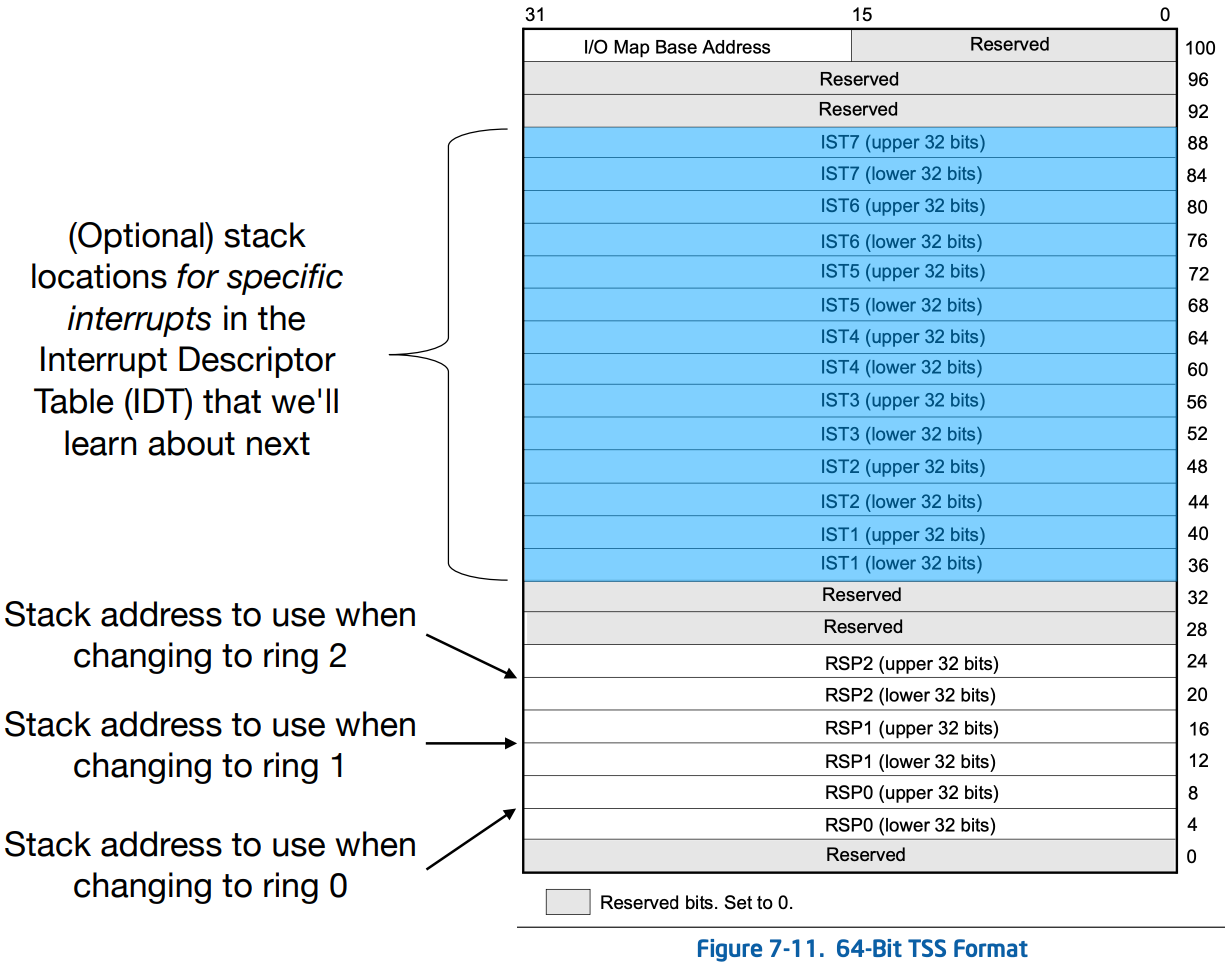 31 15 0
I/O Map Base Address Reserved 100
Reserved 96
Reserved 92
IST7 (upper 32 bits) 88
IST7 (lower 32 bits) 84
IST6 (upper 32 bits) 80
IST6 (lower 32 bits) 76
IST5 (upper 32 bits) 72
IST5 (lower 32 bits) 68
IST4 (upper 32 bits) 64
IST4 (lower 32 bits) 60
IST3 (upper 32 bits) 56
IST3 (lower 32 bits) 52
IST2 (upper 32 bits) 48
IST2 (lower 32 bits) 44
IST1 (upper 32 bits) 40
IST1 (lower 32 bits) 36
Reserved 32
Reserved 28
RSP2 (upper 32 bits) 24
RSP2 (lower 32 bits) 20
RSP1 (upper 32 bits) 16
RSP1 (lower 32 bits) 12
RSP0 (upper 32 bits) 8
RSP0 (lower 32 bits) 4
Reserved 0
(Optional) stack
locations for specific
interrupts in the
Interrupt Descriptor
Table (IDT) that we'll
learn about next
Stack address to use when
changing to ring 2
Stack address to use when
changing to ring 1
Stack address to use when
changing to ring 0
Reserved bits. Set to 0.
Figure 7-11. 64-Bit TSS Format